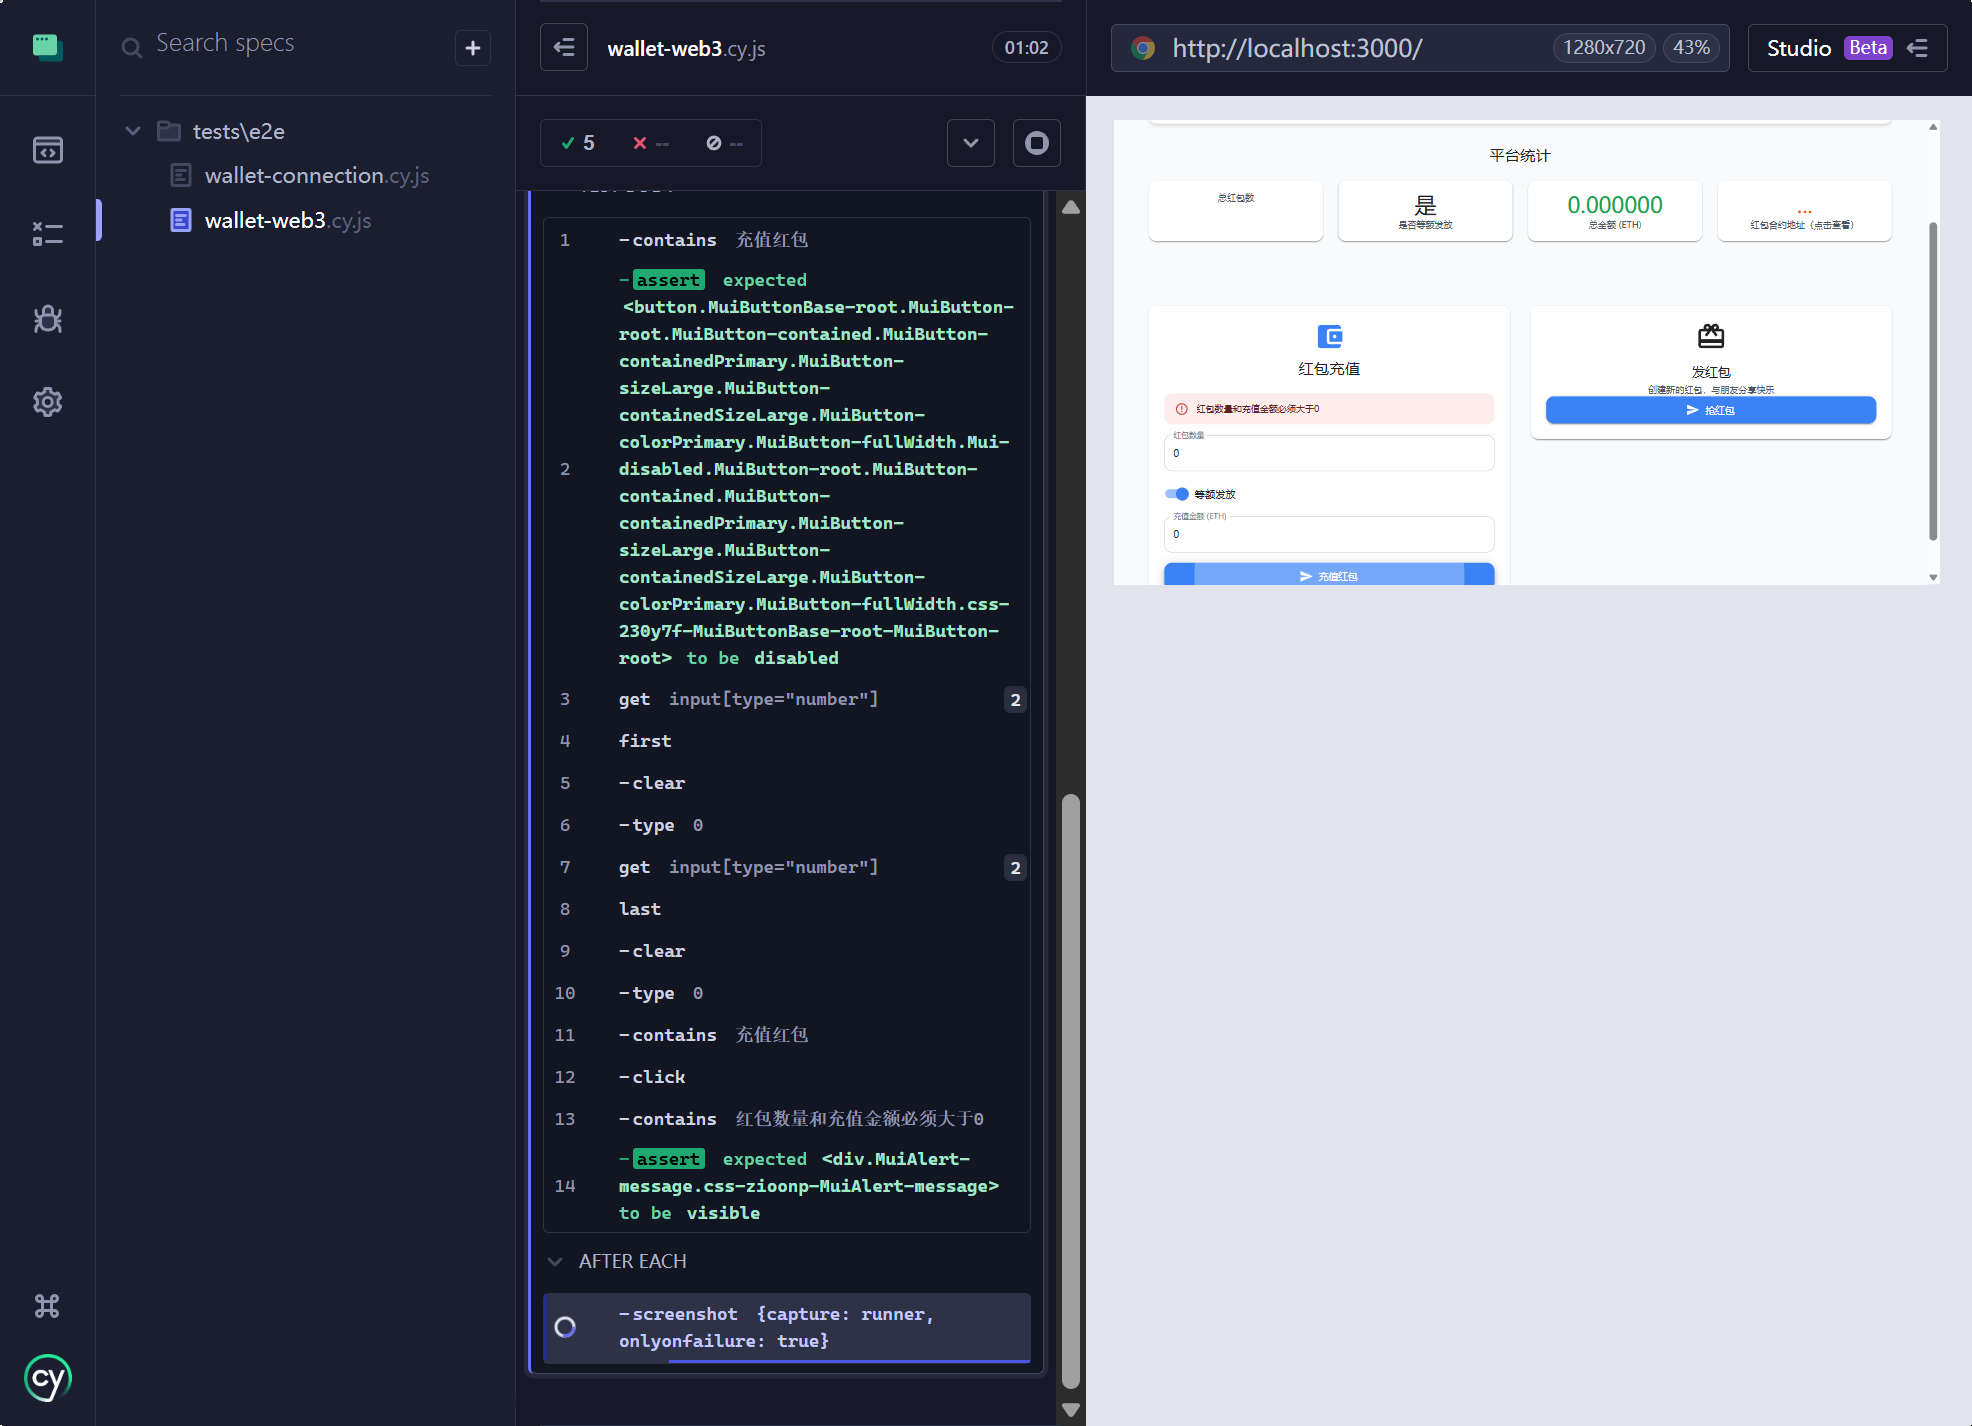 Search specs
+
tests\e2e
wallet-connection.cy.js
wallet-web3.cy.js
cy
wallet-web3.cy.js
01:02
5
--
--
1 -contains 充值红包
-assert expected
<button.MuiButtonBase-root.MuiButton-
root.MuiButton-contained.MuiButton-
containedPrimary.MuiButton-
sizeLarge.MuiButton-
containedSizeLarge.MuiButton-
colorPrimary.MuiButton-fullWidth.Mui-
2 disabled.MuiButton-root.MuiButton-
contained.MuiButton-
containedPrimary.MuiButton-
sizeLarge.MuiButton-
containedSizeLarge.MuiButton-
colorPrimary.MuiButton-fullWidth.css-
230y7f-MuiButtonBase-root-MuiButton-
root> to be disabled
3 get input[type="number"] 2
4 first
5 -clear
6 -type 0
7 get input[type="number"] 2
8 last
9 -clear
10 -type 0
11 -contains 充值红包
12 -click
13 -contains 红包数量和充值金额必须大于0
-assert expected <div.MuiAlert-
14 message.css-zioonp-MuiAlert-message>
to be visible
AFTER EACH
-screenshot {capture: runner,
onlyonfailure: true}
http://localhost:3000/
1280x720
43%
Studio Beta
平台统计
总红包数
是
是否等额发放
0.000000
总金额 (ETH)
...
红包合约地址（点击查看）
红包充值
红包数量和充值金额必须大于0
红包数量
0
等额发放
充值金额 (ETH)
0
充值红包
发红包
创建新的红包，与朋友分享快乐
抢红包